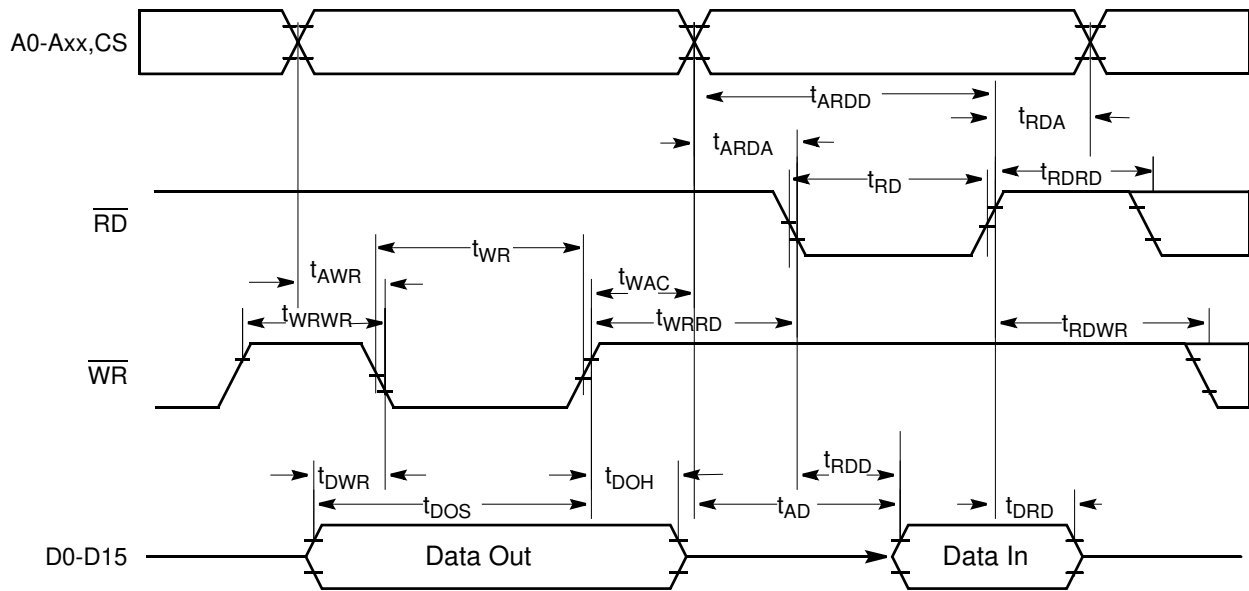 A0-Axx,CS
tARDD
tRDA
tARDA
tRD
tRDRD
RD
tWR
tAWR
tWAC
tWRWR
tWRRD
tRDWR
WR
tRDD
tDWR
tDOH
tDOS
tAD
tDRD
D0-D15
Data Out
Data In